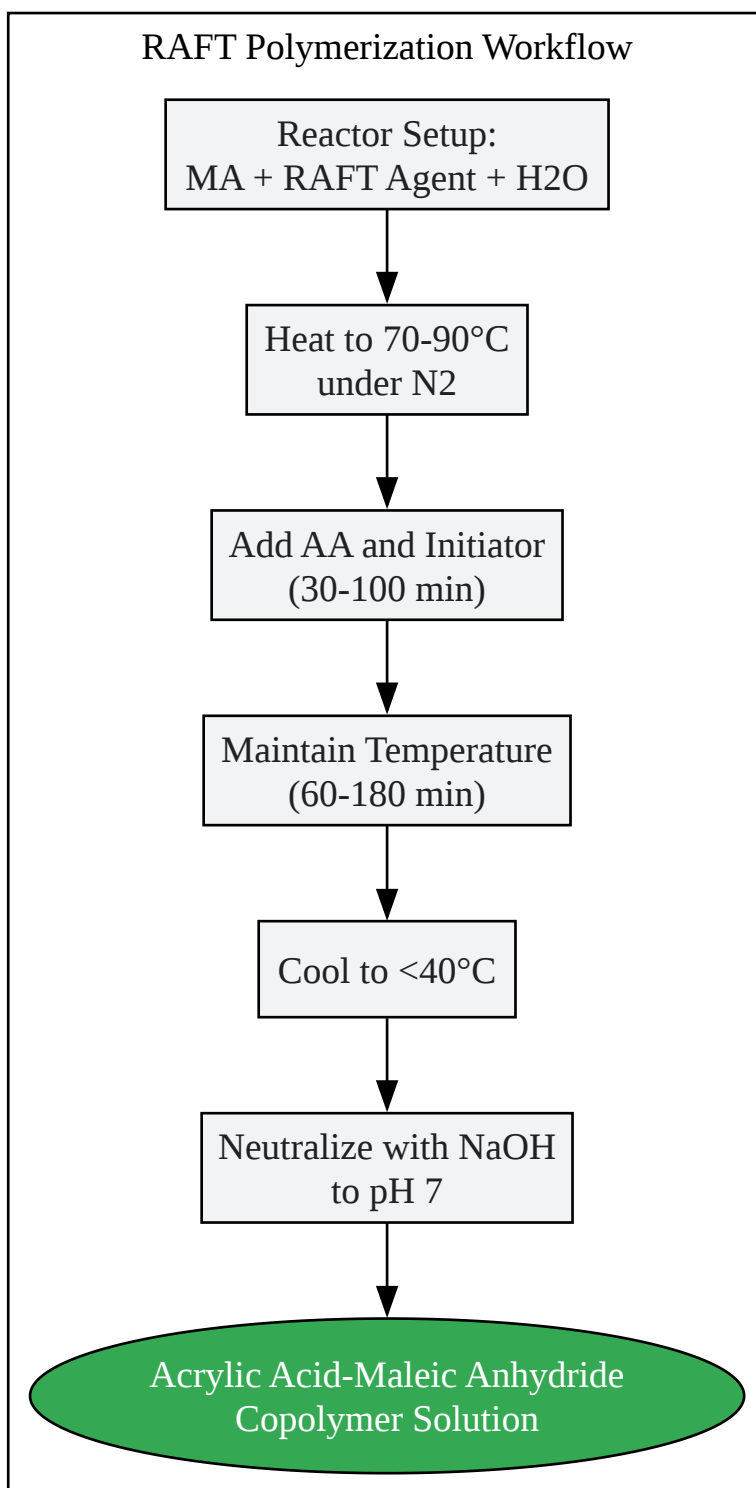 RAFT Polymerization Workflow
Reactor Setup:
MA + RAFT Agent + H2O
Heat to 70-90°C
under N2
Add AA and Initiator
(30-100 min)
Maintain Temperature
(60-180 min)
Cool to <40°C
Neutralize with NaOH
to pH 7
Acrylic Acid-Maleic Anhydride
Copolymer Solution